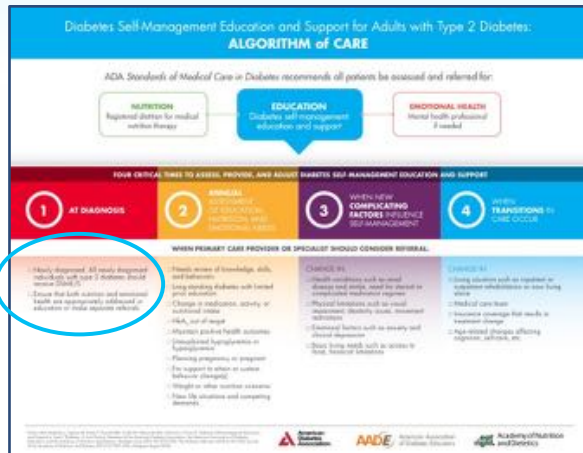 Diabetes Self-Management Education and Support for Adults with Type 2 Diabetes:
ALGORITHM of CARE
ADA Standards of Medical Care in Diabetes recommends all patients be assessed and referred for:
NUTRITION
Registered dietitian for medical
nutrition therapy
EDUCATION
Diabetes self-management
education and support
EMOTIONAL HEALTH
Mental health professional
if needed
FOUR CRITICAL TIMES TO ASSESS, PROVIDE, AND ADJUST DIABETES SELF-MANAGEMENT EDUCATION AND SUPPORT
1
AT DIAGNOSIS
2
ANNUAL
ASSESSMENT
OF EDUCATION,
NUTRITION, AND
EMOTIONAL NEEDS
3
WHEN NEW
COMPLICATING
FACTORS INFLUENCE
SELF-MANAGEMENT
4
WHEN
TRANSITIONS IN
CARE OCCUR
WHEN PRIMARY CARE PROVIDER OR SPECIALIST SHOULD CONSIDER REFERRAL:
Newly diagnosed. All newly diagnosed
individuals with type 2 diabetes should
receive DSME/S
Ensure that both nutrition and emotional
health are appropriately addressed in
education or make separate referrals
Needs review of knowledge, skills,
and behaviors
Long-standing diabetes with limited
prior education
Change in medication, activity, or
nutritional intake
HbA1c out of target
Maintain positive health outcomes
Unexplained hypoglycemia or
hyperglycemia
Planning pregnancy or pregnant
For support to attain or sustain
behavior change(s)
Weight or other nutrition concerns
New life situations and competing
demands
CHANGE IN:
Health conditions such as renal
disease and stroke, need for steroid or
complicated medication regimen
Physical limitations such as visual
impairment, dexterity issues, movement
restrictions
Emotional factors such as anxiety and
clinical depression
Basic living needs such as access to
food, financial limitations
CHANGE IN:
Living situation such as inpatient or
outpatient rehabilitation or now living
alone
Medical care team
Insurance coverage that results in
treatment change
Age-related changes affecting
cognition, self-care, etc.
American
Diabetes
Association
AADE
American Association
of Diabetes Educators
eat right.
Academy of Nutrition
and Dietetics